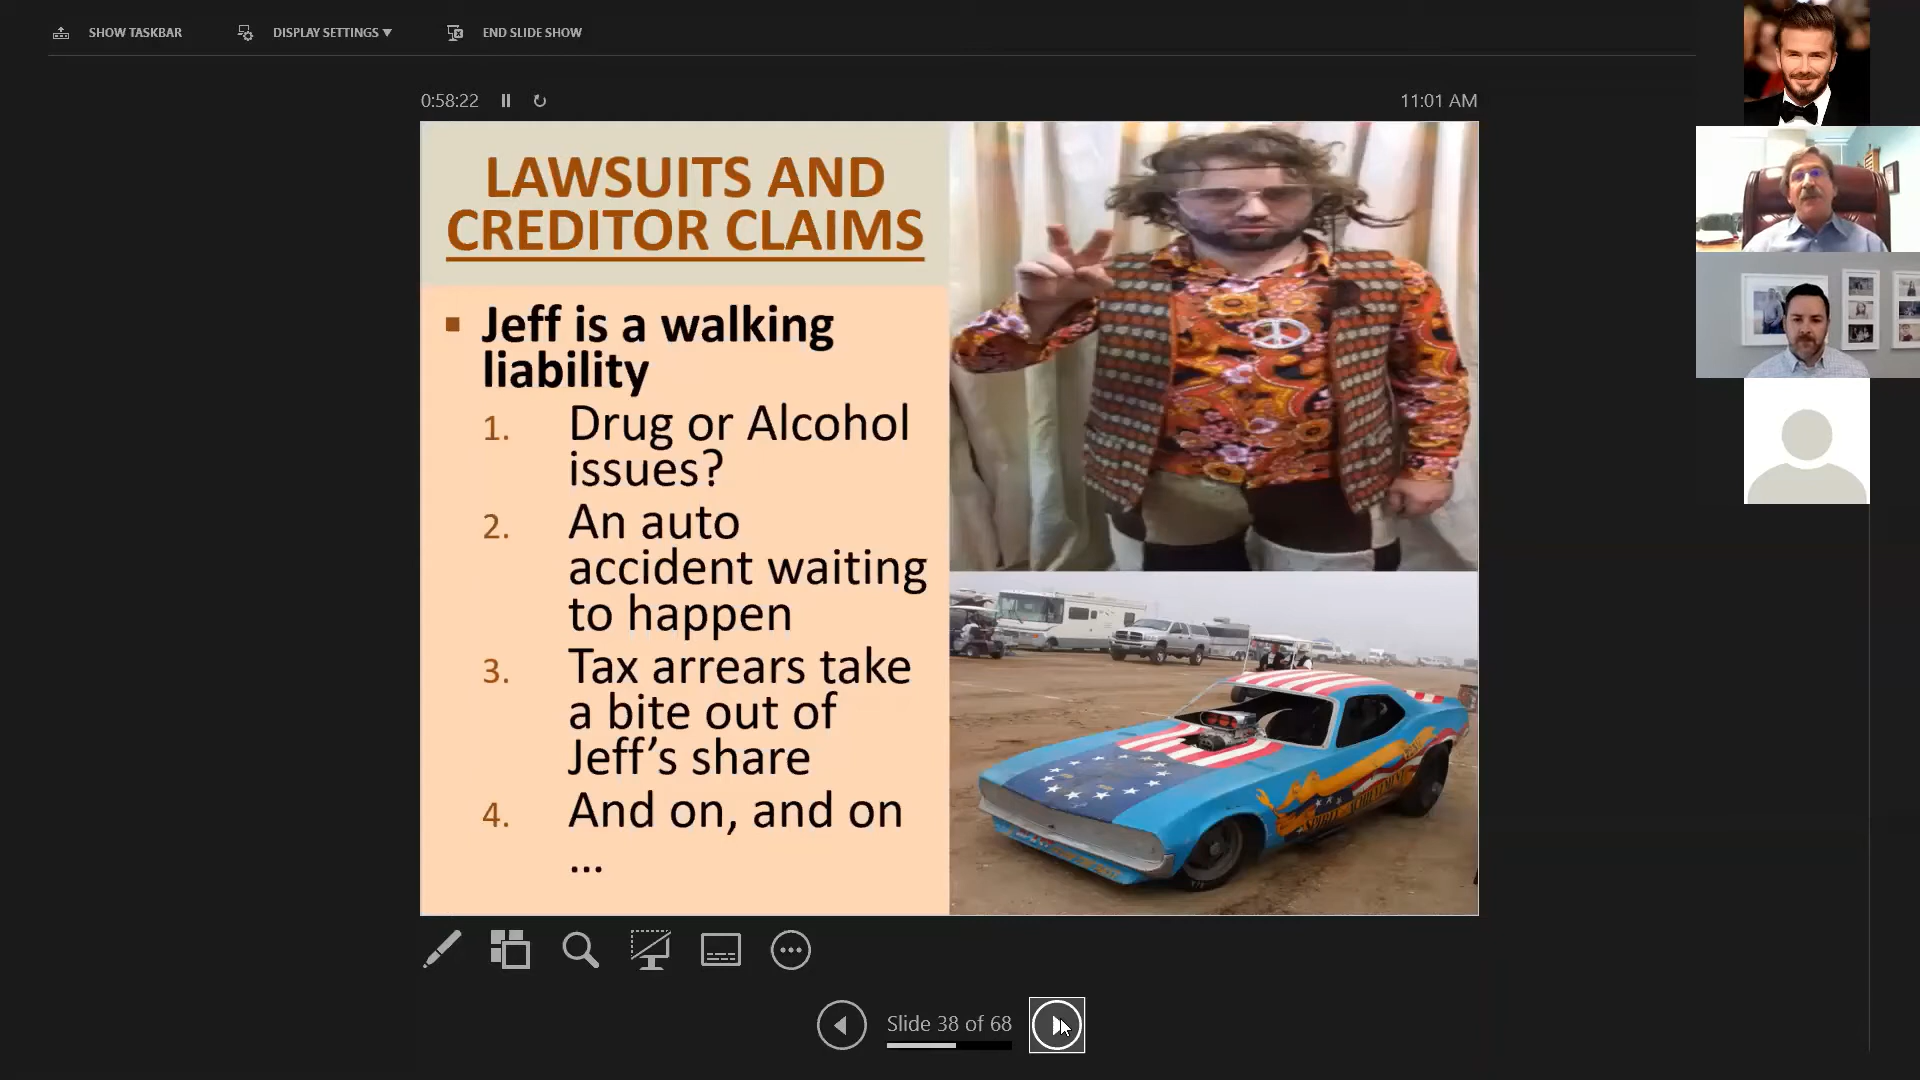 SHOW TASKBAR
DISPLAY SETTINGS ▼
END SLIDE SHOW
0:58:22
11:01 AM
LAWSUITS AND
CREDITOR CLAIMS
▪ Jeff is a walking
liability
1. Drug or Alcohol
issues?
2. An auto
accident waiting
to happen
3. Tax arrears take
a bite out of
Jeff’s share
4. And on, and on
...
Slide 38 of 68